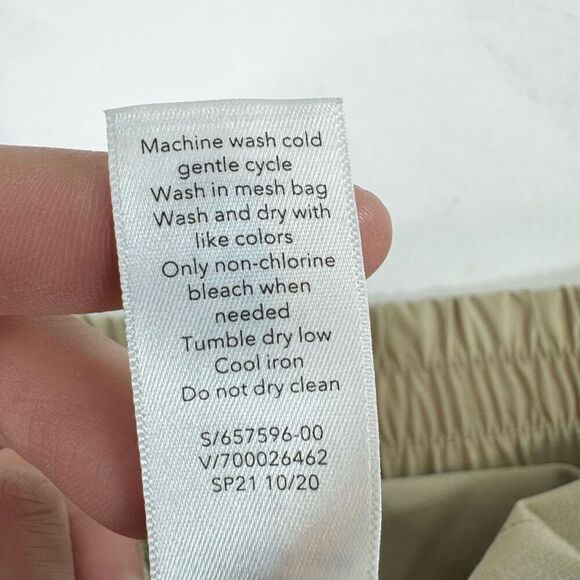 Machine wash cold
gentle cycle
Wash in mesh bag
Wash and dry with
like colors
Only non-chlorine
bleach when
needed
Tumble dry low
Cool iron
Do not dry clean
S/657596-00
V/700026462
SP21 10/20